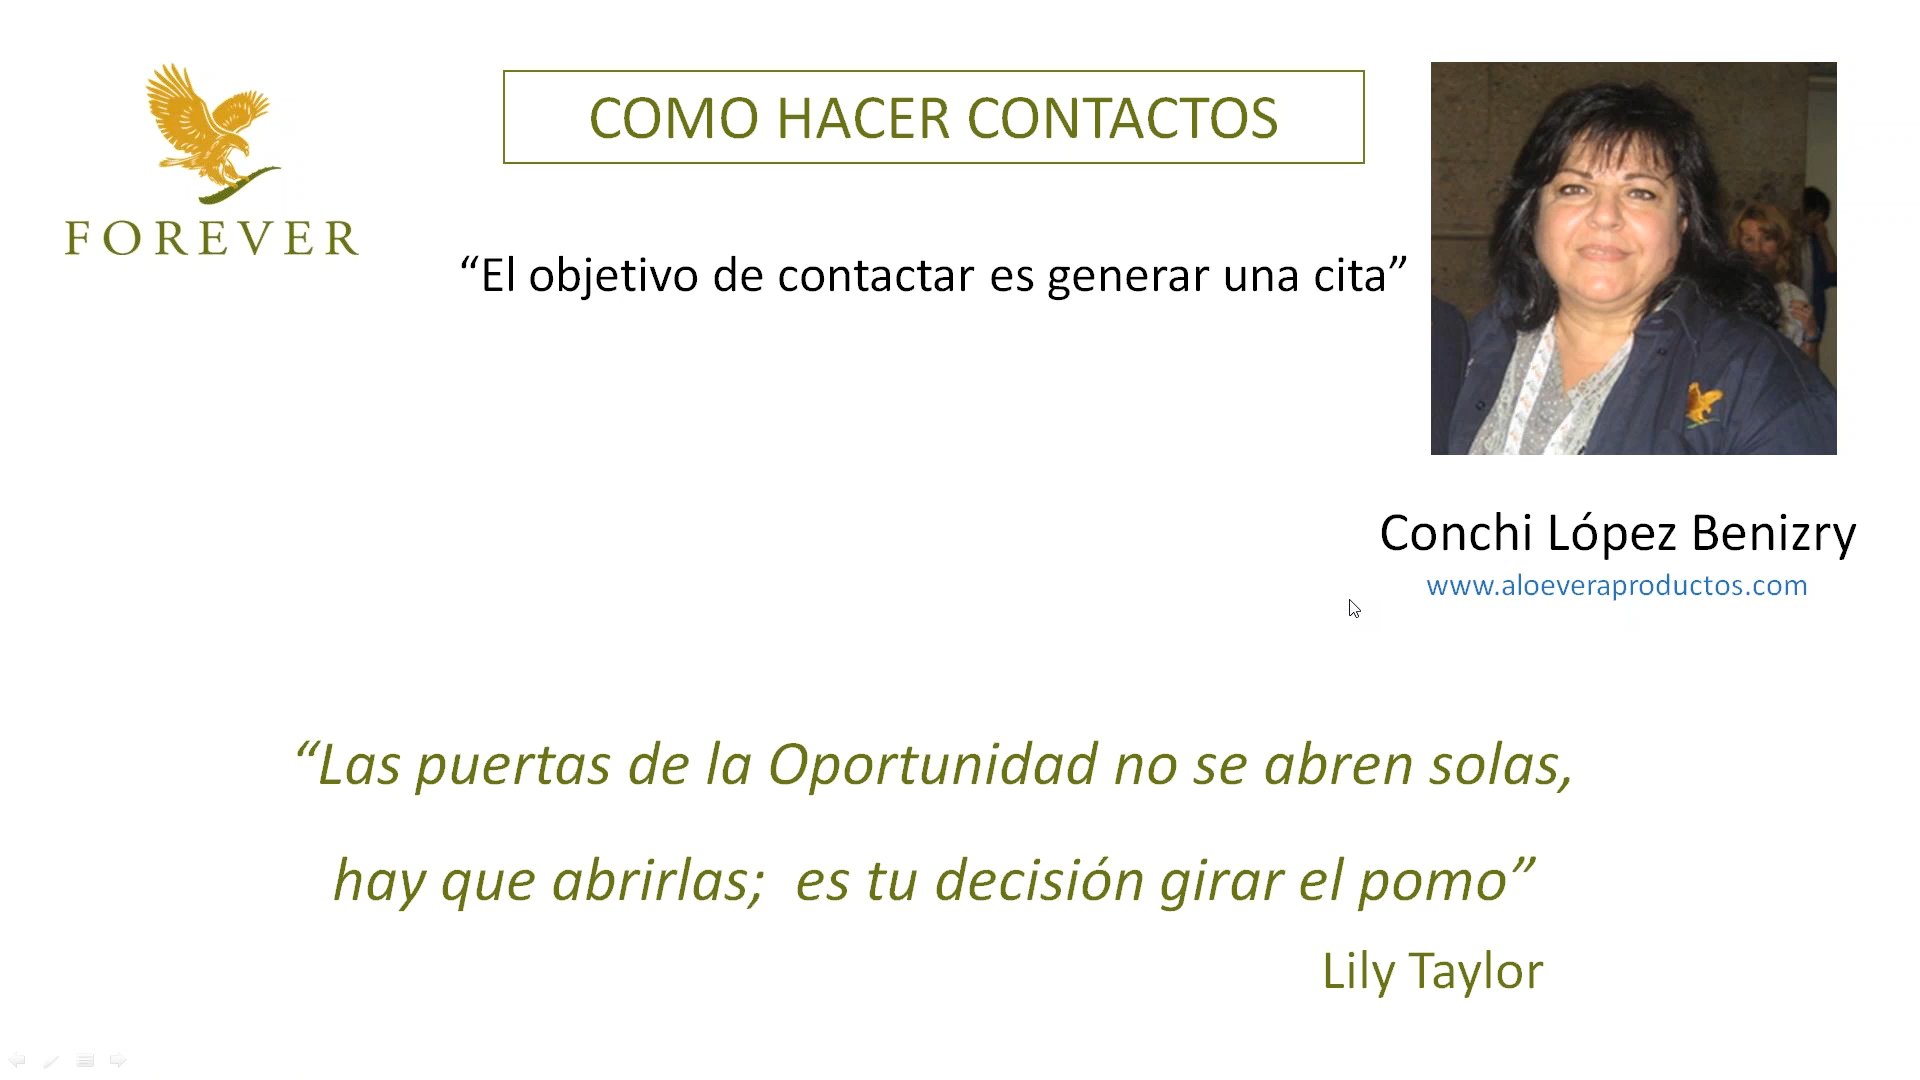 FOREVER
COMO HACER CONTACTOS
“El objetivo de contactar es generar una cita”
Conchi López Benizry
www.aloeveraproductos.com
“Las puertas de la Oportunidad no se abren solas,
hay que abrirlas;  es tu decisión girar el pomo”
Lily Taylor